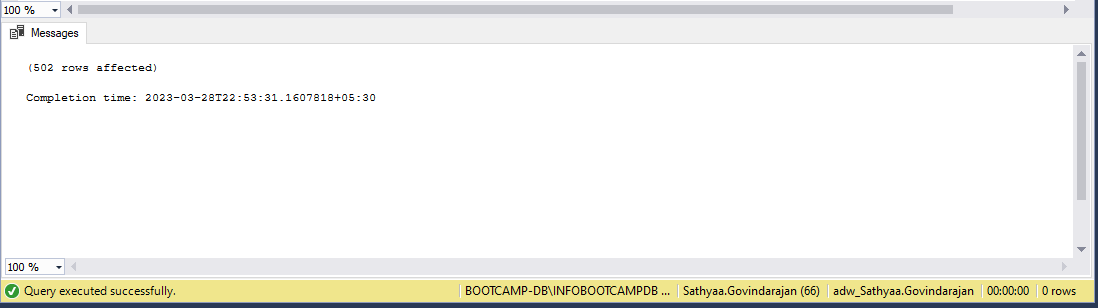 100 %
Messages
(502 rows affected)
Completion time: 2023-03-28T22:53:31.1607818+05:30
100 %
Query executed successfully.
BOOTCAMP-DB\INFOBOOTCAMPDB ...
Sathyaa.Govindarajan (66)
adw_Sathyaa.Govindarajan
00:00:00
0 rows